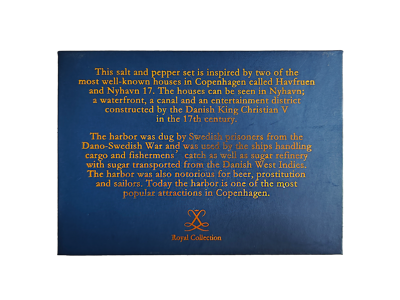 This salt and pepper set is inspired by two of the
most well-known houses in Copenhagen called Havfruen
and Nyhavn 17. The houses can be seen in Nyhavn;
a waterfront, a canal and an entertainment district
constructed by the Danish King Christian V
in the 17th century.
The harbor was dug by Swedish prisoners from the
Dano-Swedish War and was used by the ships handling
cargo and fishermens' catch as well as sugar refinery
with sugar transported from the Danish West Indies.
The harbor was also notorious for beer, prostitution
and sailors. Today the harbor is one of the most
popular attractions in Copenhagen.
Royal Collection